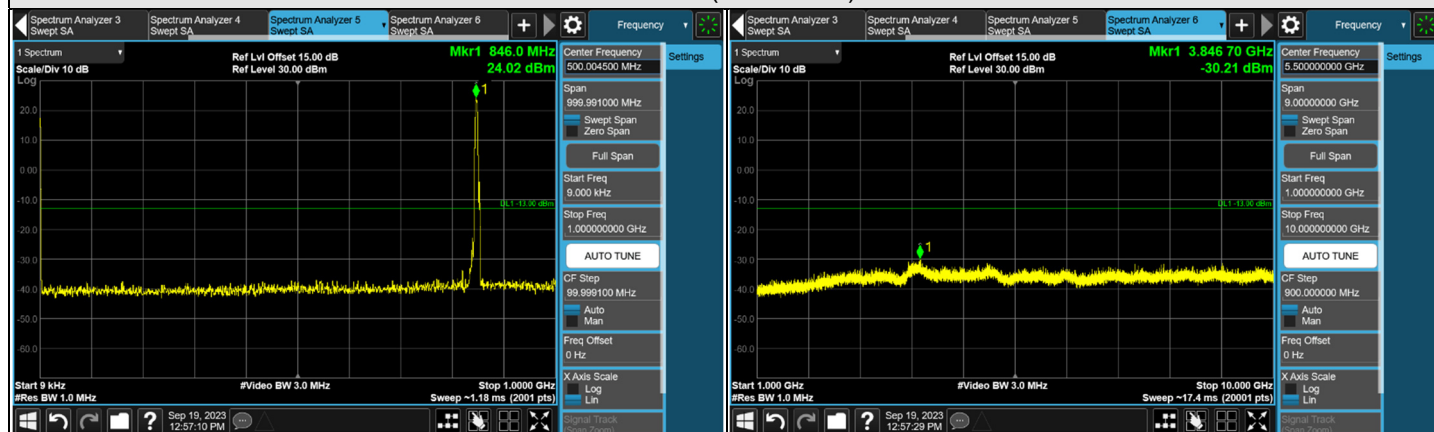 Spectrum Analyzer 3
Swept SA
Spectrum Analyzer 4
Swept SA
Spectrum Analyzer 5
Swept SA
Spectrum Analyzer 6
Swept SA
+
Frequency
1 Spectrum
Scale/Div 10 dB
Log
Ref Lvl Offset 15.00 dB
Ref Level 30.00 dBm
Mkr1 846.0 MHz
24.02 dBm
1
20.0
10.0
0.00
-10.0
-20.0
-30.0
-40.0
-50.0
-60.0
DL1 -13.00 dBm
Start 9 kHz
#Res BW 1.0 MHz
#Video BW 3.0 MHz
Stop 1.0000 GHz
Sweep ~1.18 ms (2001 pts)
Center Frequency
500.004500 MHz
Span
999.991000 MHz
Swept Span
Zero Span
Full Span
Start Freq
9.000 kHz
Stop Freq
1.000000000 GHz
AUTO TUNE
CF Step
99.999100 MHz
Auto
Man
Freq Offset
0 Hz
X Axis Scale
Log
Lin
Signal Track
(Span Zoom)
Settings
?
Sep 19, 2023
12:57:10 PM
Spectrum Analyzer 3
Swept SA
Spectrum Analyzer 4
Swept SA
Spectrum Analyzer 5
Swept SA
Spectrum Analyzer 6
Swept SA
+
Frequency
1 Spectrum
Scale/Div 10 dB
Log
Ref Lvl Offset 15.00 dB
Ref Level 30.00 dBm
Mkr1 3.846 70 GHz
-30.21 dBm
1
20.0
10.0
0.00
-10.0
-20.0
-30.0
-40.0
-50.0
-60.0
DL1 -13.00 dBm
Start 1.000 GHz
#Res BW 1.0 MHz
#Video BW 3.0 MHz
Stop 10.000 GHz
Sweep ~17.4 ms (20001 pts)
Center Frequency
5.500000000 GHz
Span
9.00000000 GHz
Swept Span
Zero Span
Full Span
Start Freq
1.000000000 GHz
Stop Freq
10.000000000 GHz
AUTO TUNE
CF Step
900.000000 MHz
Auto
Man
Freq Offset
0 Hz
X Axis Scale
Log
Lin
Signal Track
(Span Zoom)
Settings
?
Sep 19, 2023
12:57:29 PM